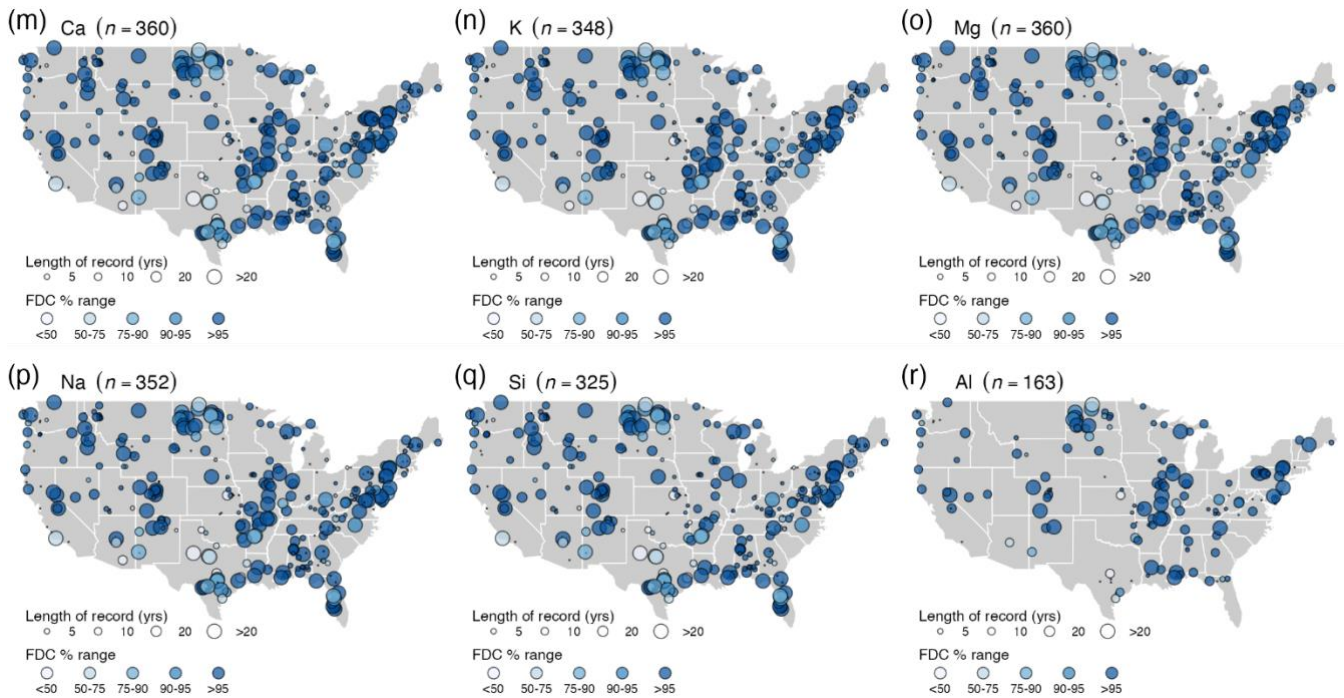 (m) Ca (n = 360)
Length of record (yrs)
5 10 20 >20
FDC % range
<50 50-75 75-90 90-95 >95
(n) K (n = 348)
Length of record (yrs)
5 10 20 >20
FDC % range
<50 50-75 75-90 90-95 >95
(o) Mg (n = 360)
Length of record (yrs)
5 10 20 >20
FDC % range
<50 50-75 75-90 90-95 >95
(p) Na (n = 352)
Length of record (yrs)
5 10 20 >20
FDC % range
<50 50-75 75-90 90-95 >95
(q) Si (n = 325)
Length of record (yrs)
5 10 20 >20
FDC % range
<50 50-75 75-90 90-95 >95
(r) Al (n = 163)
Length of record (yrs)
5 10 20 >20
FDC % range
<50 50-75 75-90 90-95 >95